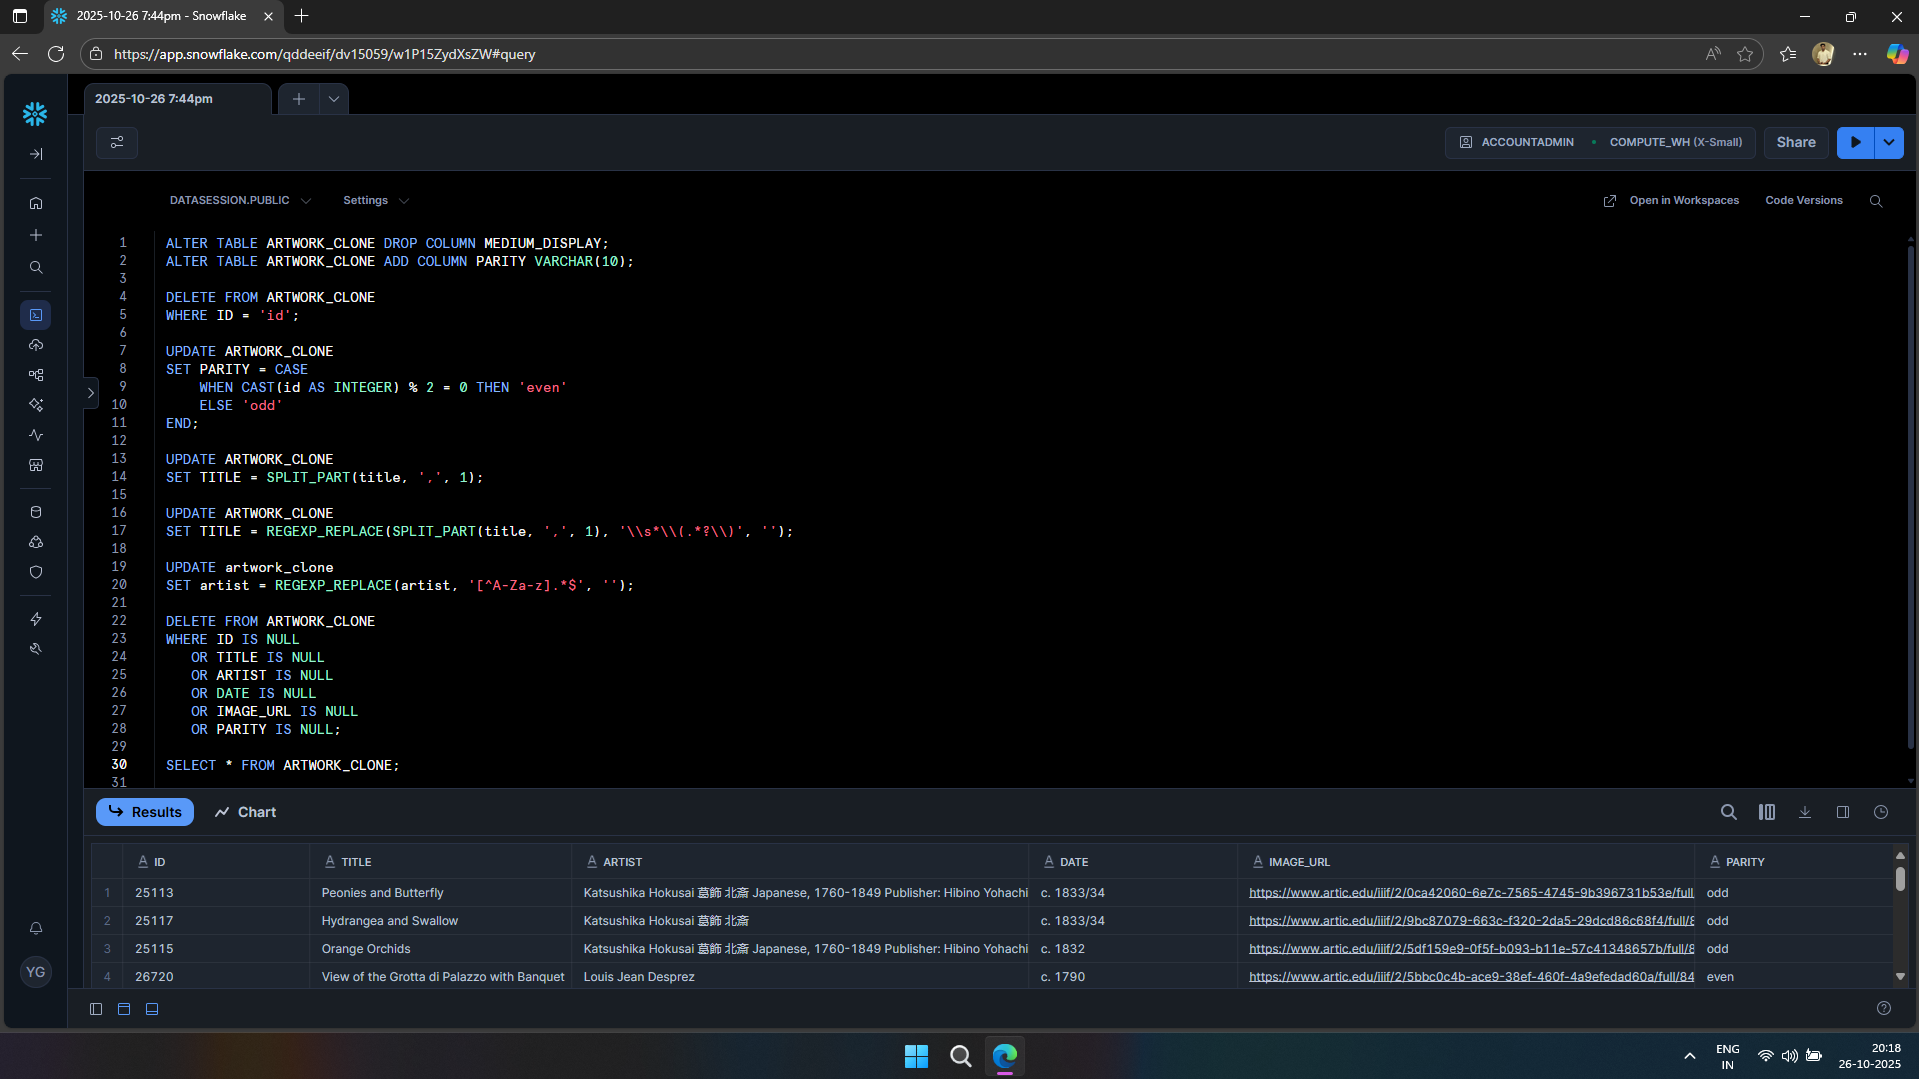 2025-10-26 7:44pm - Snowflake
https://app.snowflake.com/qddeeif/dv15059/w1P15ZydXsZW#query
2025-10-26 7:44pm
ACCOUNTADMIN
COMPUTE_WH (X-Small)
Share
DATASESSION.PUBLIC
Settings
Open in Workspaces
Code Versions
1 ALTER TABLE ARTWORK_CLONE DROP COLUMN MEDIUM_DISPLAY;
2 ALTER TABLE ARTWORK_CLONE ADD COLUMN PARITY VARCHAR(10);
3
4 DELETE FROM ARTWORK_CLONE
5 WHERE ID = 'id';
6
7 UPDATE ARTWORK_CLONE
8 SET PARITY = CASE
9 WHEN CAST(id AS INTEGER) % 2 = 0 THEN 'even'
10 ELSE 'odd'
11 END;
12
13 UPDATE ARTWORK_CLONE
14 SET TITLE = SPLIT_PART(title, ',', 1);
15
16 UPDATE ARTWORK_CLONE
17 SET TITLE = REGEXP_REPLACE(SPLIT_PART(title, ',', 1), '\\s*\\(.*?\\)', '');
18
19 UPDATE artwork_clone
20 SET artist = REGEXP_REPLACE(artist, '[^A-Za-z].*$', '');
21
22 DELETE FROM ARTWORK_CLONE
23 WHERE ID IS NULL
24 OR TITLE IS NULL
25 OR ARTIST IS NULL
26 OR DATE IS NULL
27 OR IMAGE_URL IS NULL
28 OR PARITY IS NULL;
29
30 SELECT * FROM ARTWORK_CLONE;
31
Results
Chart
A ID A TITLE A ARTIST A DATE A IMAGE_URL A PARITY
1 25113 Peonies and Butterfly Katsushika Hokusai 葛飾 北斎 Japanese, 1760-1849 Publisher: Hibino Yohachi c. 1833/34 https://www.artic.edu/iiif/2/0ca42060-6e7c-7565-4745-9b396731b53e/full odd
2 25117 Hydrangea and Swallow Katsushika Hokusai 葛飾 北斎 c. 1833/34 https://www.artic.edu/iiif/2/9bc87079-663c-f320-2da5-29dcd86c68f4/full/8 odd
3 25115 Orange Orchids Katsushika Hokusai 葛飾 北斎 Japanese, 1760-1849 Publisher: Hibino Yohachi c. 1832 https://www.artic.edu/iiif/2/5df159e9-0f5f-b093-b11e-57c41348657b/full/8 odd
4 26720 View of the Grotta di Palazzo with Banquet Louis Jean Desprez c. 1790 https://www.artic.edu/iiif/2/5bbc0c4b-ace9-38ef-460f-4a9efedad60a/full/84 even
YG
ENG
IN
20:18
26-10-2025